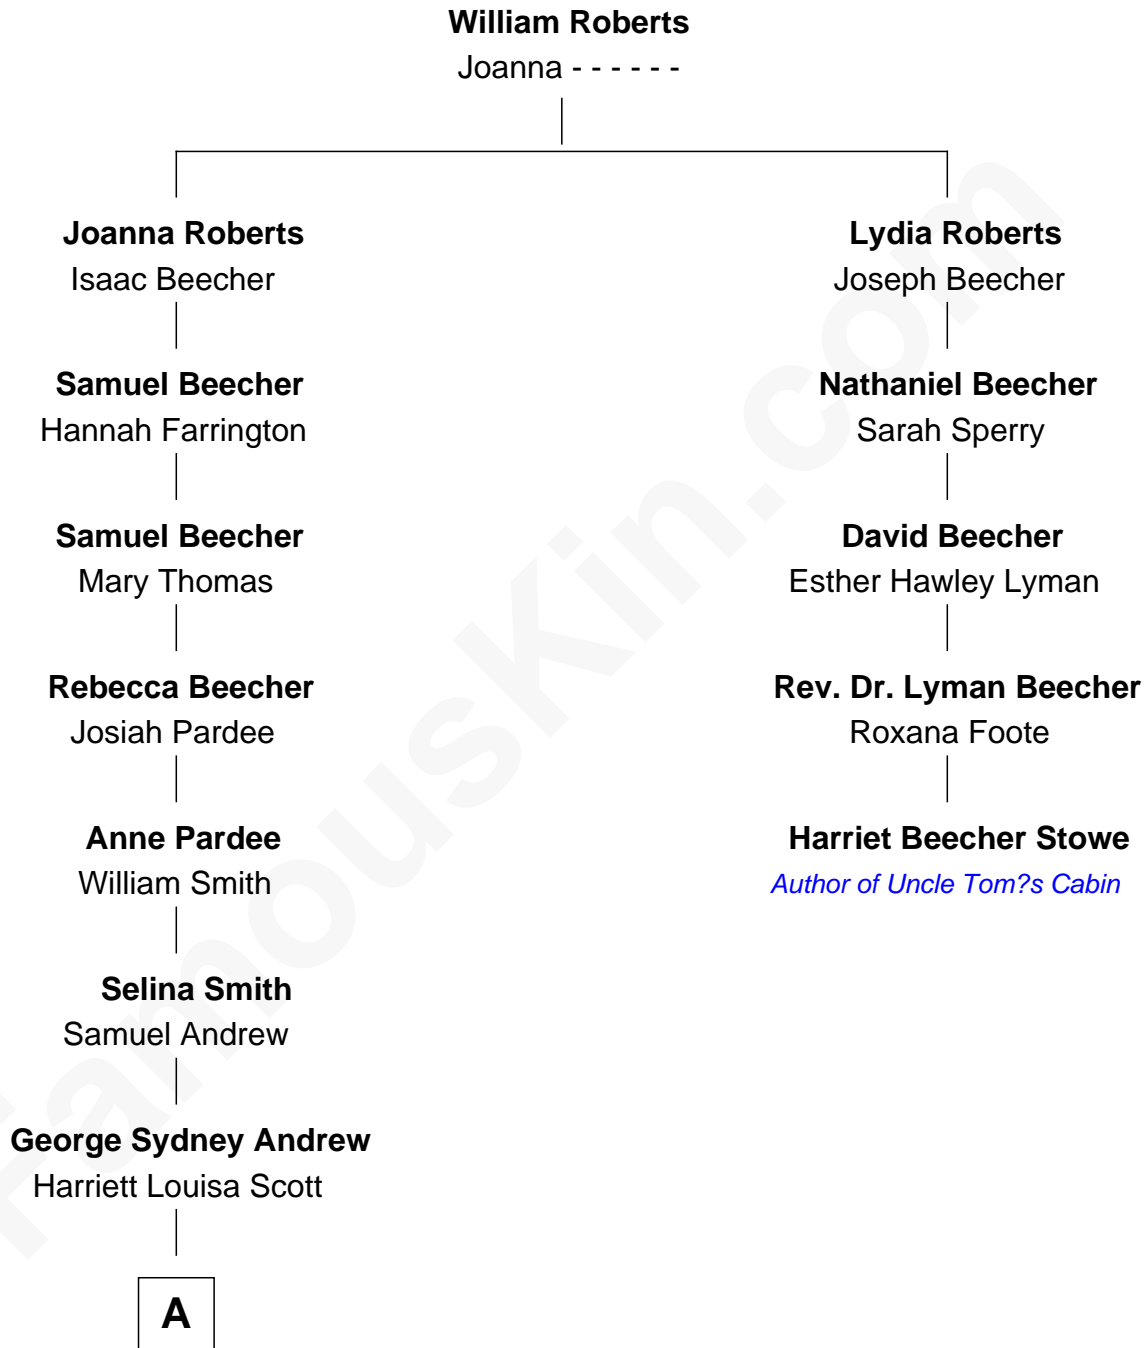 William Roberts
Joanna - - - - - -
Joanna Roberts
Isaac Beecher
Lydia Roberts
Joseph Beecher
Samuel Beecher
Hannah Farrington
Nathaniel Beecher
Sarah Sperry
Samuel Beecher
Mary Thomas
David Beecher
Esther Hawley Lyman
Rebecca Beecher
Josiah Pardee
Rev. Dr. Lyman Beecher
Roxana Foote
Anne Pardee
William Smith
Harriet Beecher Stowe
Author of Uncle Tom?s Cabin
Selina Smith
Samuel Andrew
George Sydney Andrew
Harriett Louisa Scott
A
FamousKin.com